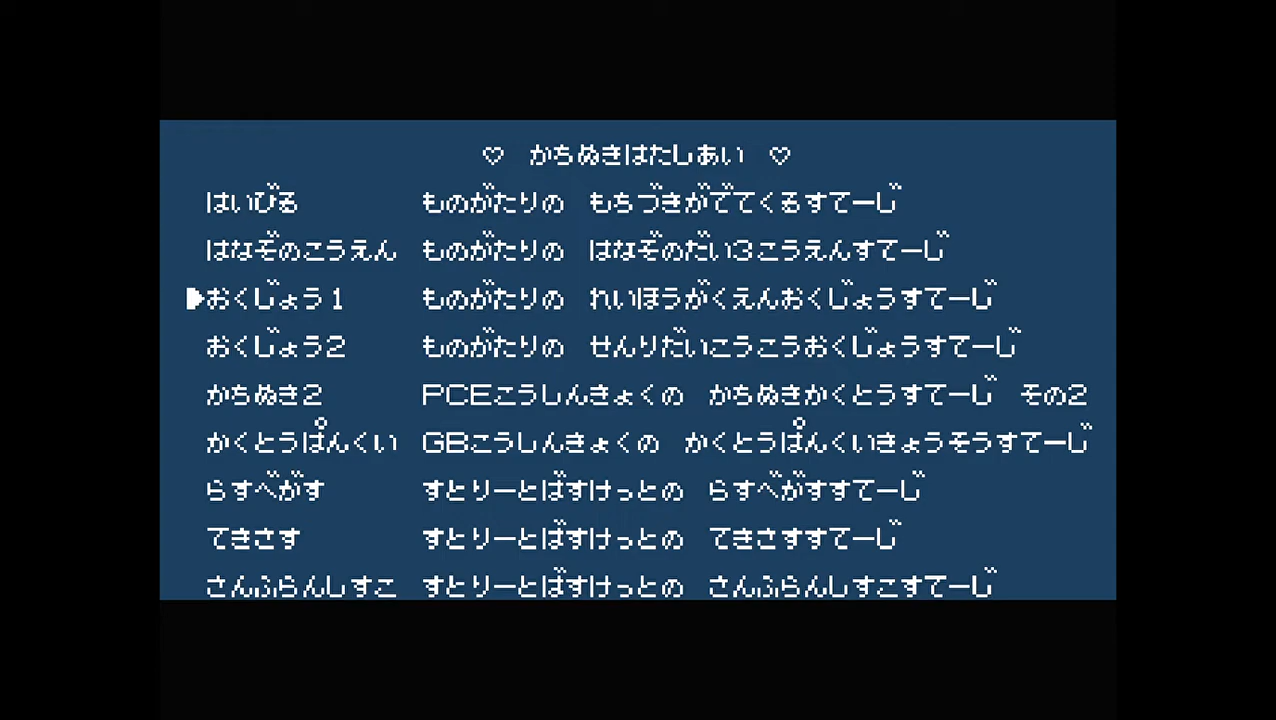 ♡ かちぬきはたしあい ♡
はいびる ものがたりの もちづきがでてくるすてーじ
はなぞのこうえん ものがたりの はなぞのだい3こうえんすてーじ
おくじょう1 ものがたりの れいほうがくえんおくじょうすてーじ
おくじょう2 ものがたりの せんりだいこうこうおくじょうすてーじ
かちぬき2 PCEこうしんきょくの かちぬきかくとうすてーじ その2
かくとうぱんくい GBこうしんきょくの かくとうぱんくいきょうそうすてーじ
らすべがす すとりーとばすけっとの らすべがすすてーじ
てきさす すとりーとばすけっとの てきさすすてーじ
さんふらんしすこ すとりーとばすけっとの さんふらんしすこすてーじ